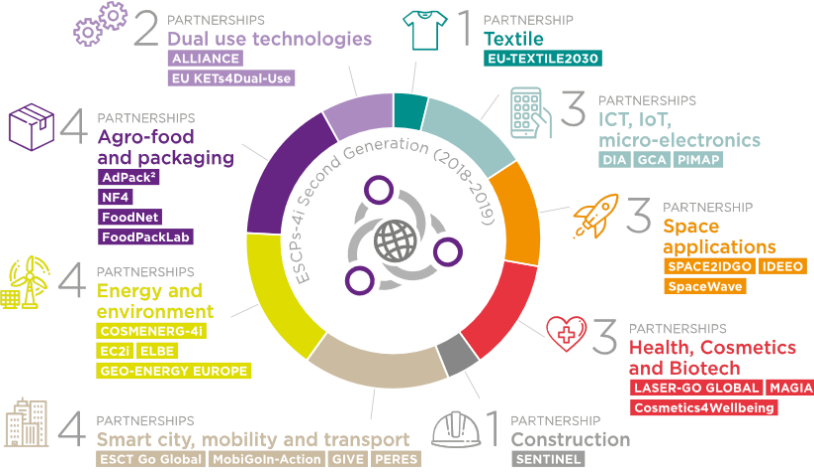 2 PARTNERSHIPS
Dual use technologies
ALLIANCE
EU KETs4Dual-Use
1 PARTNERSHIPS
Textile
EU-TEXTILE2030
4 PARTNERSHIPS
Agro-food
and packaging
AdPack²
NF4
FoodNet
FoodPackLab
3 PARTNERSHIPS
ICT, IoT,
micro-electronics
DIA GCA PIMAP
ESCPs-4i Second Generation (2018-2019)
3 PARTNERSHIP
Space
applications
SPACE2IDGO IDEEO
SpaceWave
4 PARTNERSHIPS
Energy and
environment
COSMENERG-4i
EC2i ELBE
GEO-ENERGY EUROPE
3 PARTNERSHIPS
Health, Cosmetics
and Biotech
LASER-GO GLOBAL MAGIA
Cosmetics4Wellbeing
4 PARTNERSHIPS
Smart city, mobility and transport
ESCT Go Global MobiGoIn-Action GIVE PERES
1 PARTNERSHIP
Construction
SENTINEL